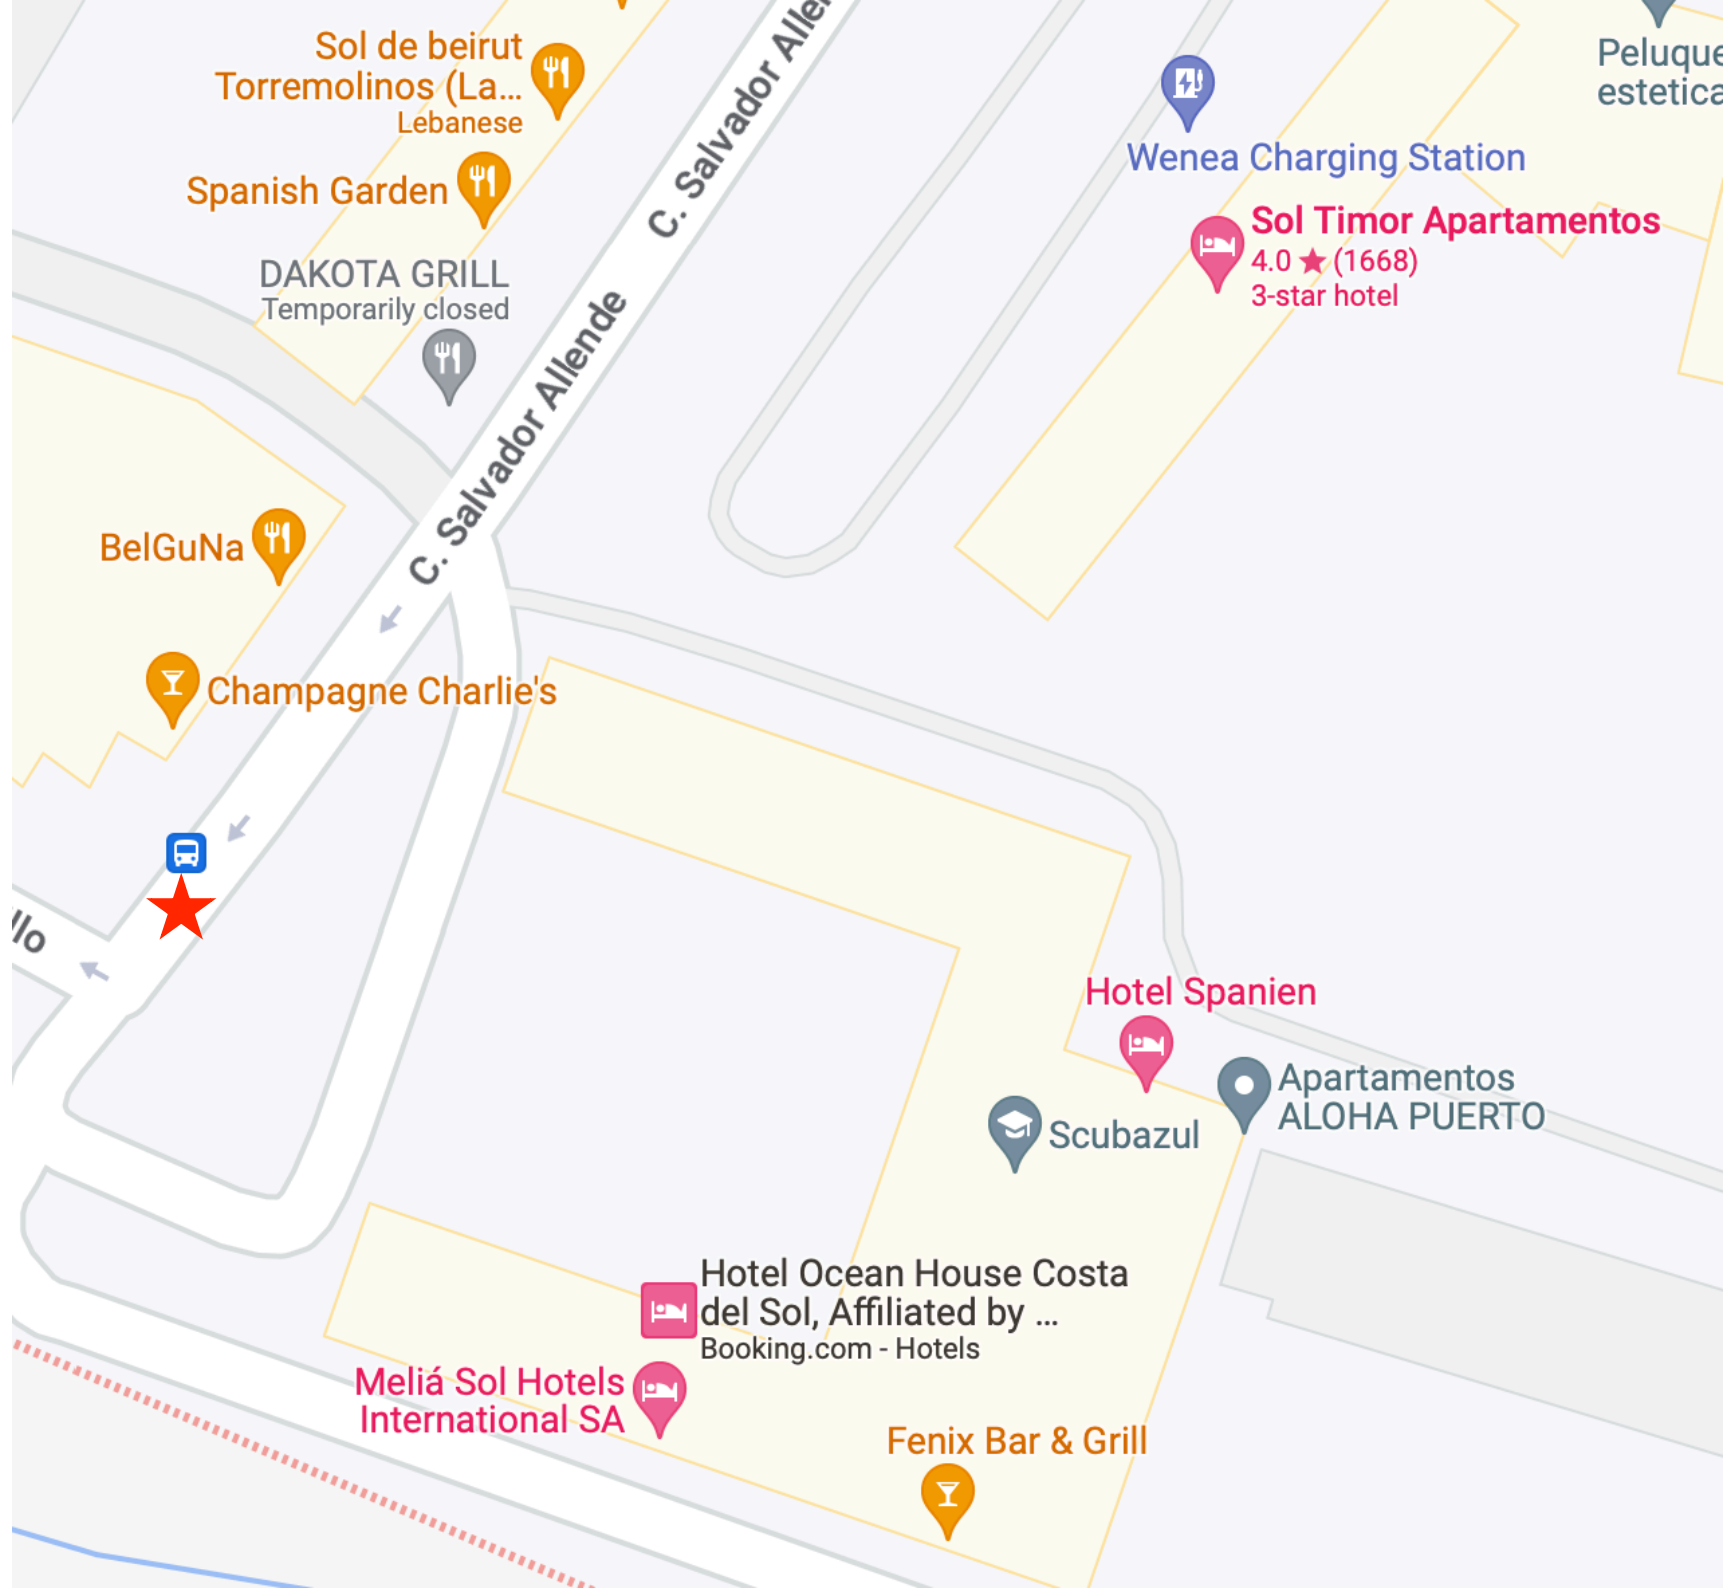 Sol de beirut
Torremolinos (La...
Lebanese
Spanish Garden
DAKOTA GRILL
Temporarily closed
C. Salvador Aller
C. Salvador Allende
Wenea Charging Station
Sol Timor Apartamentos
4.0 ★ (1668)
3-star hotel
Peluque
estetica
BelGuNa
Champagne Charlie's
llo
Hotel Spanien
Apartamentos
ALOHA PUERTO
Scubazul
Hotel Ocean House Costa
del Sol, Affiliated by ...
Booking.com - Hotels
Meliá Sol Hotels
International SA
Fenix Bar & Grill